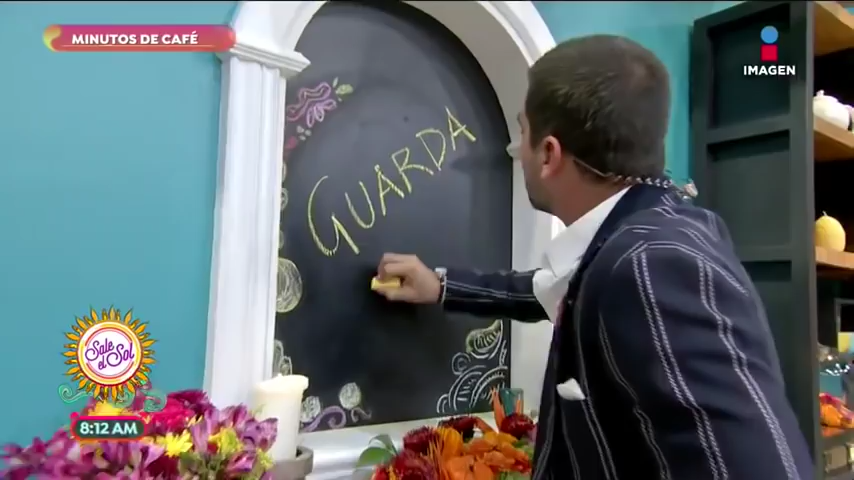 MINUTOS DE CAFÉ
IMAGEN
GUARDA
Sale el Sol
8:12 AM